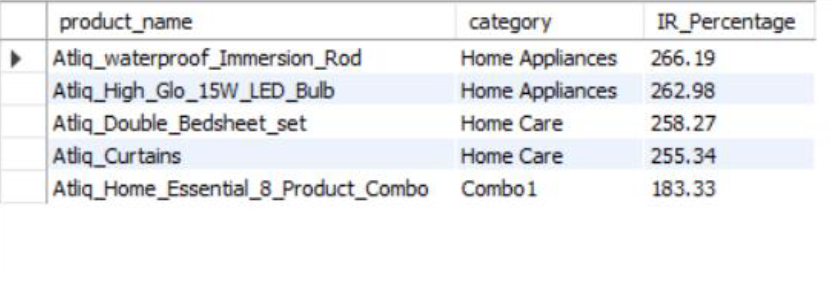 product_name category IR_Percentage
Atliq_waterproof_Immersion_Rod Home Appliances 266.19
Atliq_High_Glo_15W_LED_Bulb Home Appliances 262.98
Atliq_Double_Bedsheet_set Home Care 258.27
Atliq_Curtains Home Care 255.34
Atliq_Home_Essential_8_Product_Combo Combo1 183.33